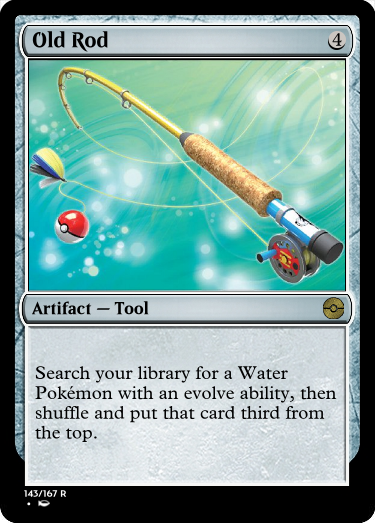 Old Rod 4
Artifact — Tool
Search your library for a Water
Pokémon with an evolve ability, then
shuffle and put that card third from
the top.
143/167 R